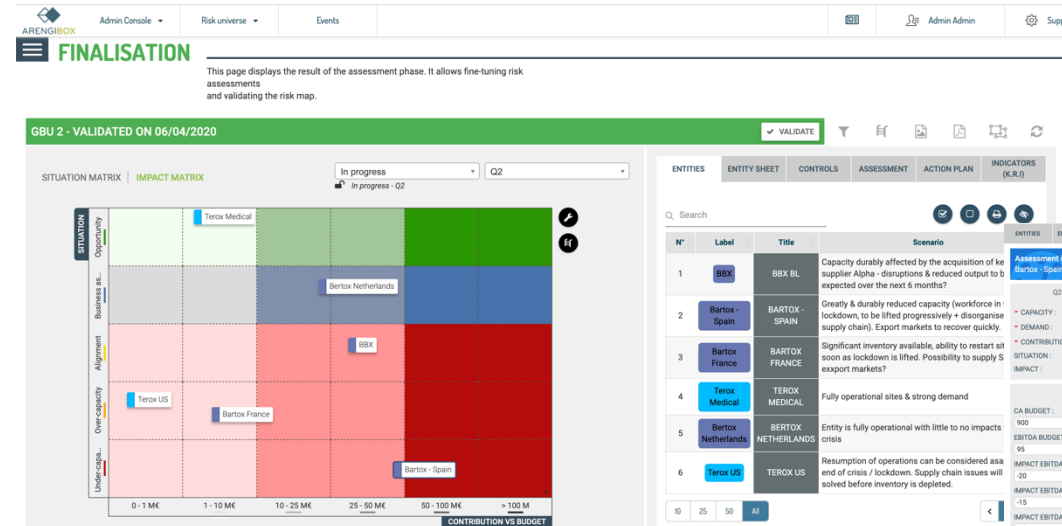 ARENGIBOX
Admin Console
Risk universe
Events
Admin Admin
Supp
FINALISATION
This page displays the result of the assessment phase. It allows fine-tuning risk
assessments
and validating the risk map.
GBU 2 - VALIDATED ON 06/04/2020
VALIDATE
SITUATION MATRIX | IMPACT MATRIX
In progress
Q2
In progress - Q2
SITUATION
Opportunity
Business as...
Alignment
Over-capacity
Under-capa...
Terox Medical
Bertox Netherlands
BBX
Terox US
Bartox France
Bartox - Spain
0 - 1 M€
1 - 10 M€
10 - 25 M€
25 - 50 M€
50 - 100 M€
> 100 M
CONTRIBUTION VS BUDGET
ENTITIES
ENTITY SHEET
CONTROLS
ASSESSMENT
ACTION PLAN
INDICATORS
(K.R.I)
Search
N°
Label
Title
Scenario
1
BBX
BBX BL
Capacity durably affected by the acquisition of ke
supplier Alpha - disruptions & reduced output to b
expected over the next 6 months?
2
Bartox -
Spain
BARTOX -
SPAIN
Greatly & durably reduced capacity (workforce in
lockdown, to be lifted progressively + disorganise
supply chain). Export markets to recover quickly.
3
Bartox
France
BARTOX
FRANCE
Significant inventory available, ability to restart sit
soon as lockdown is lifted. Possibility to supply S
exxport markets?
4
Terox
Medical
TEROX
MEDICAL
Fully operational sites & strong demand
5
Bertox
Netherlands
BERTOX
NETHERLANDS
Entity is fully operational with little to no impacts
crisis
6
Terox US
TEROX US
Resumption of operations can be considered asa
end of crisis / lockdown. Supply chain issues will
solved before inventory is depleted.
10
25
50
All
ENTITIES
Assessment
Bartox - Spain
Q2
CAPACITY :
DEMAND :
CONTRIBUTIO
SITUATION :
IMPACT :
CA BUDGET :
900
EBITDA BUDGET
95
IMPACT EBITDA
-20
IMPACT EBITDA
-15
IMPACT EBITDA